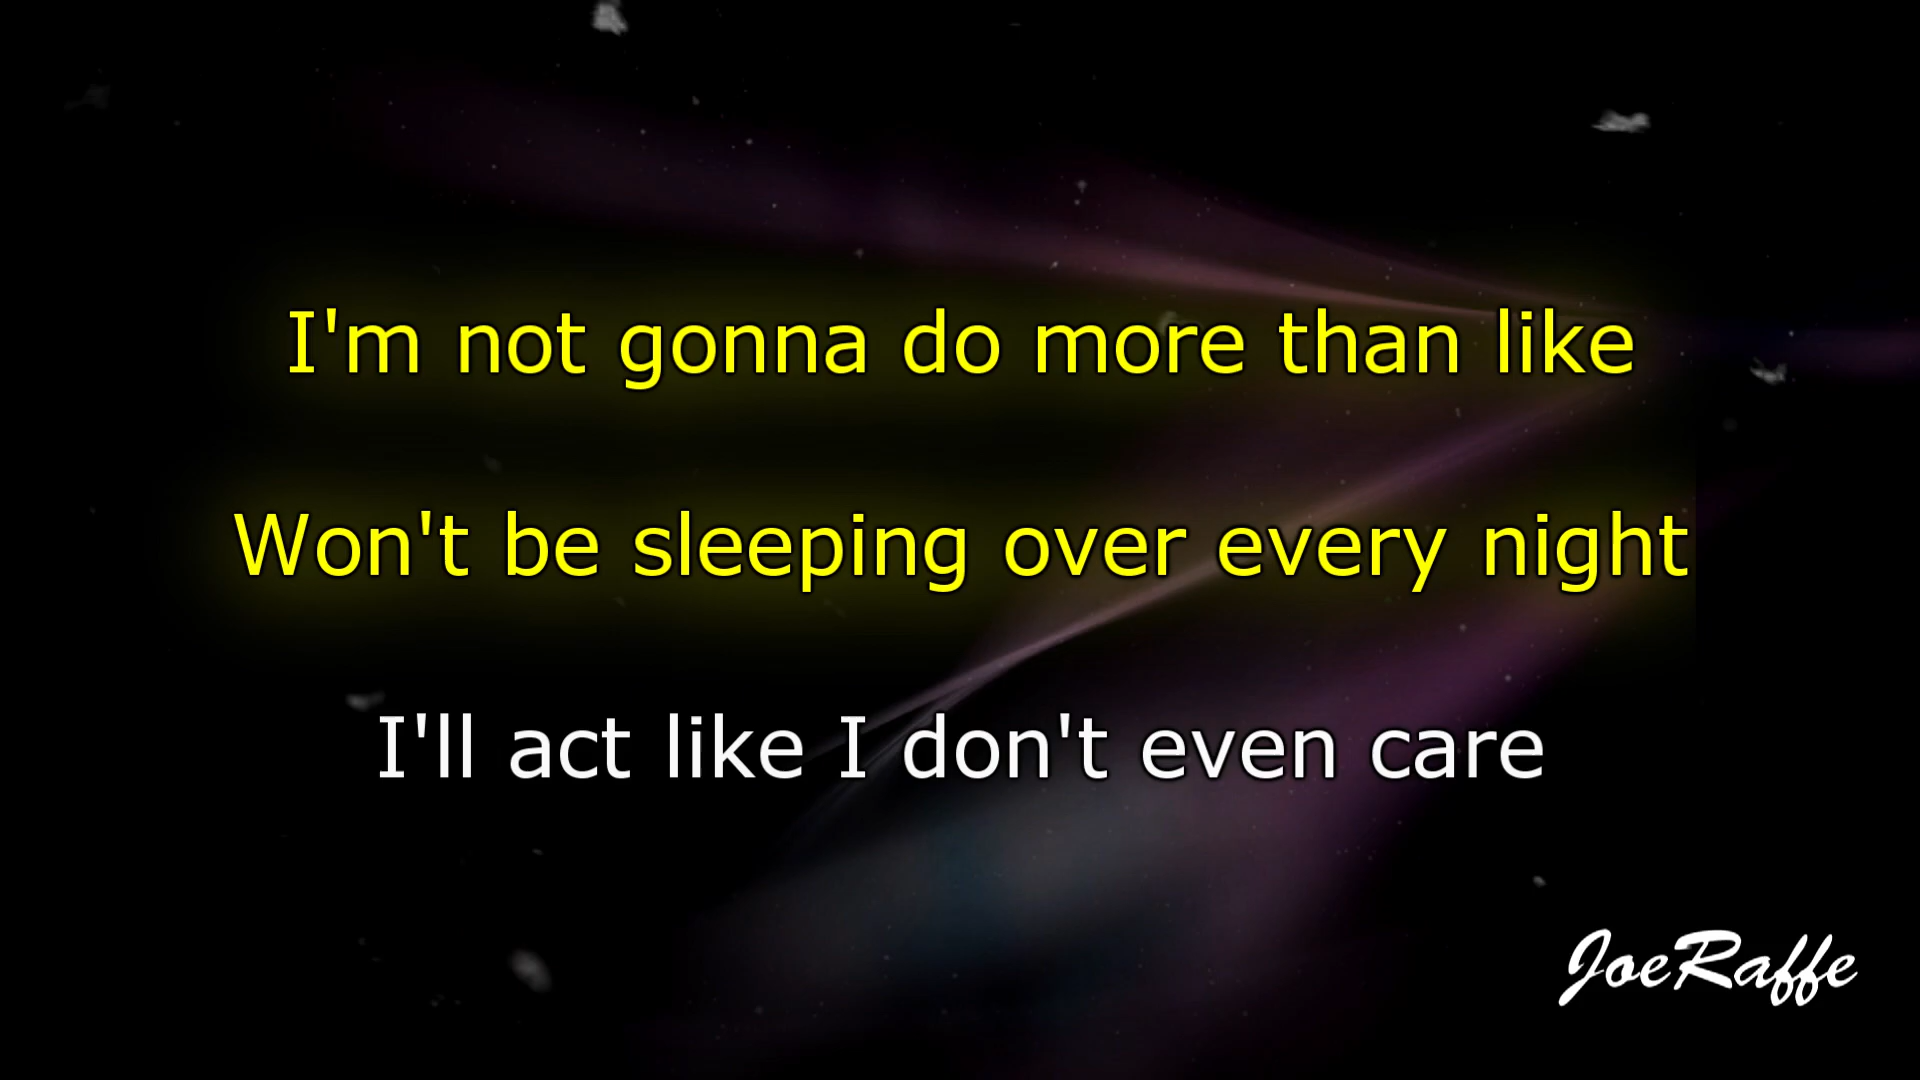 I'm not gonna do more than like
Won't be sleeping over every night
I'll act like I don't even care
JoeRaffe